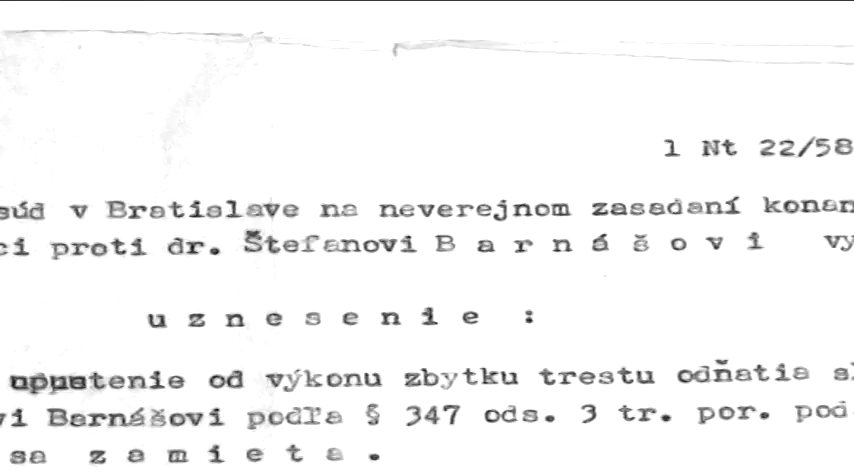 1 Nt 22/58
súd v Bratislave na neverejnom zasadaní konan
ci proti dr. Štefanovi B a r n á š o v i vy
u z n e s e n i e :
upustenie od výkonu zbytku trestu odňatia sl
vi Barnášovi podľa § 347 ods. 3 tr. por. pod
sa z a m i e t a .